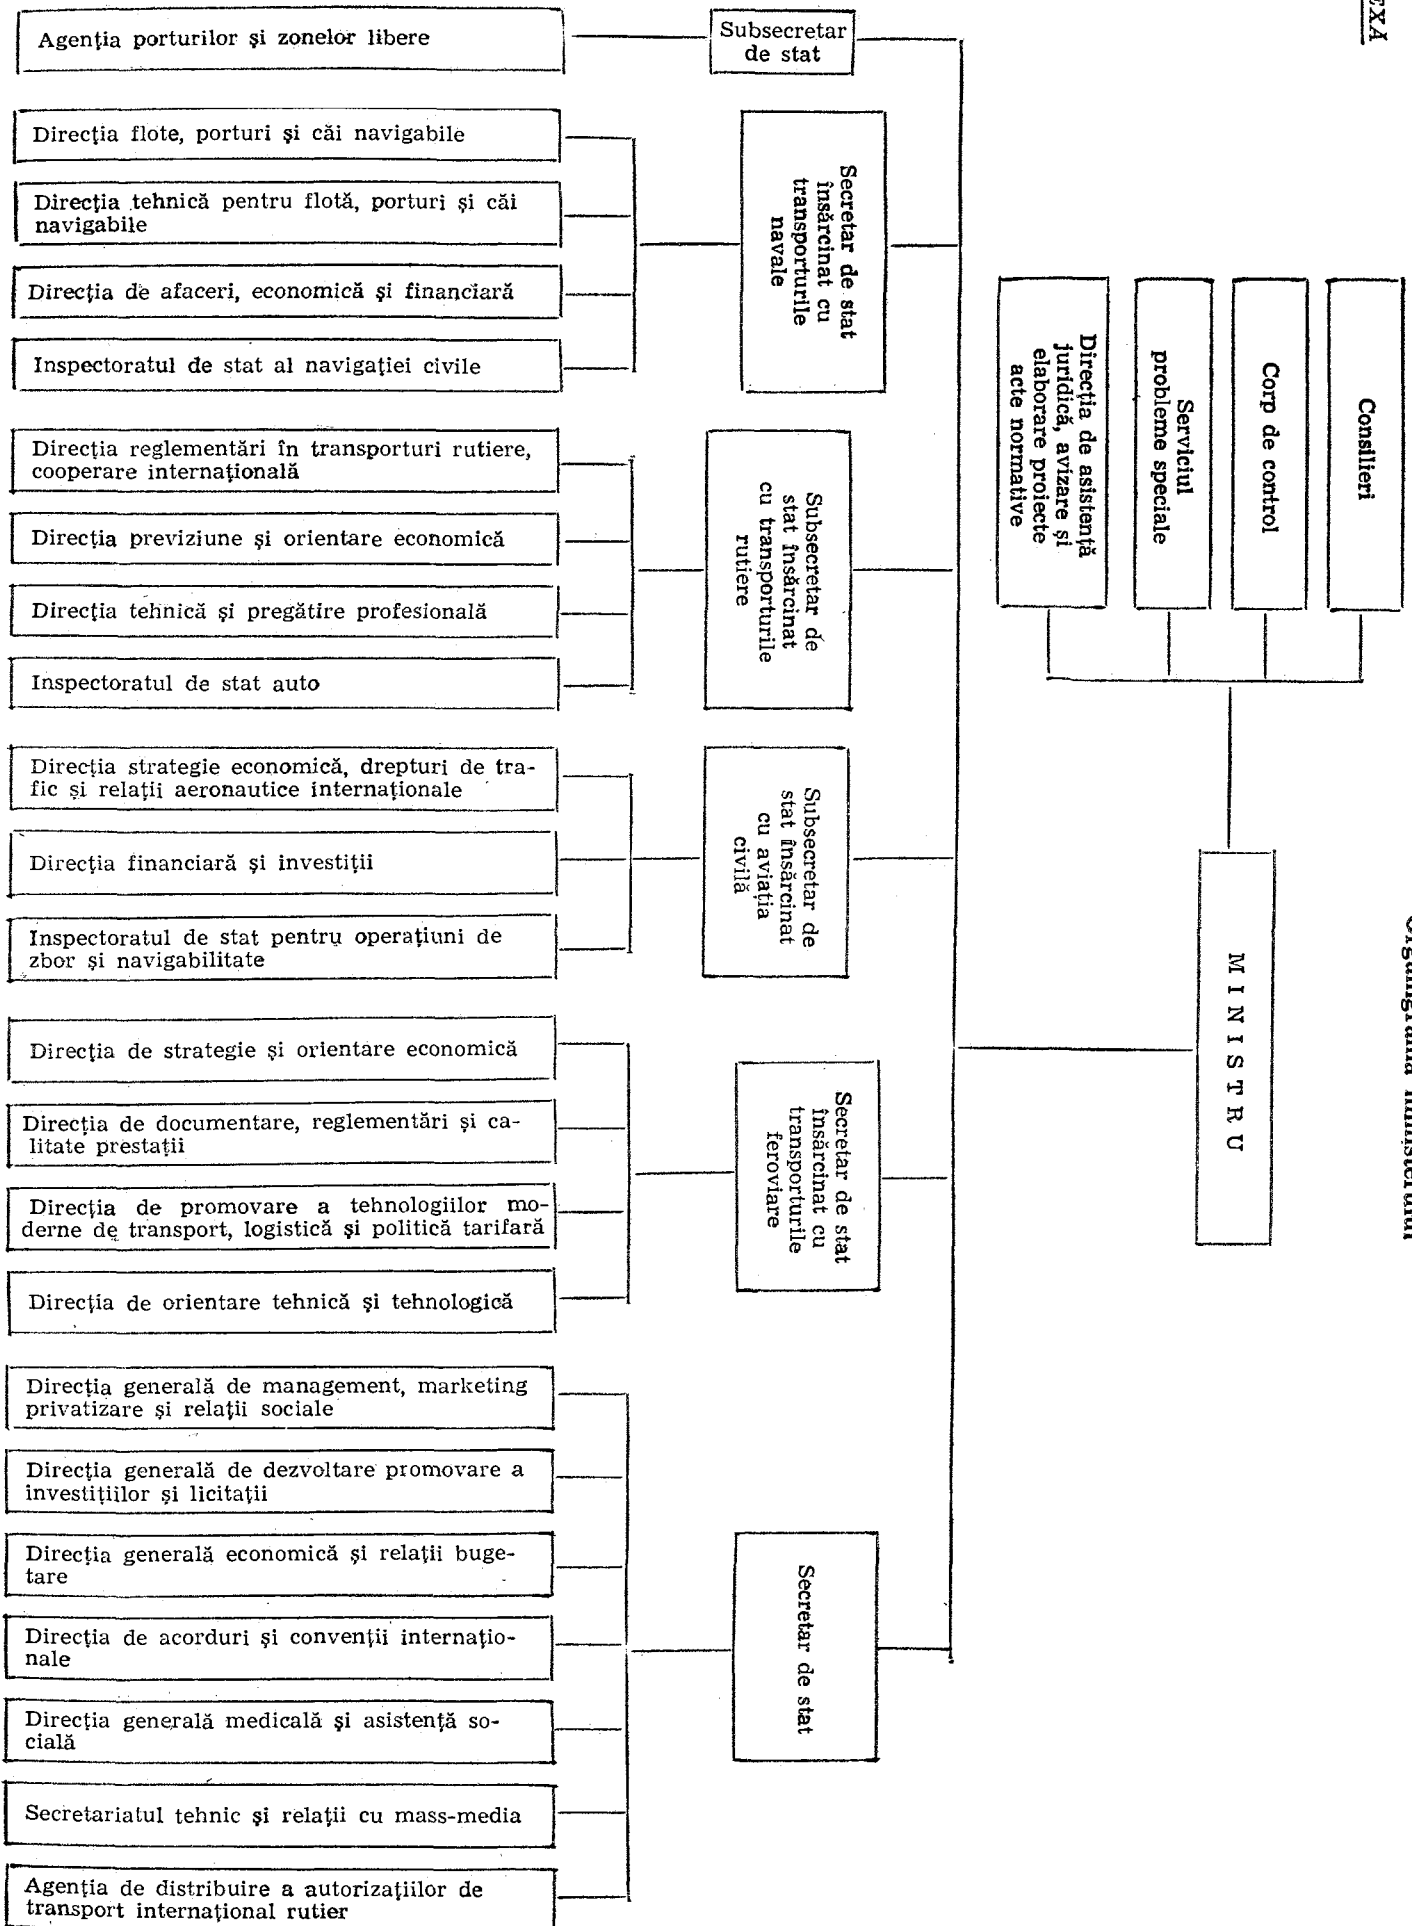 EXA
Organigrama ministerului
Consilieri
Corp de control
Serviciul
probleme speciale
Direcția de asistență
juridică, avizare și
elaborare proiecte
acte normative
MINISTRU
Subsecretar
de stat
Agenția porturilor și zonelor libere
Secretar de stat
însărcinat cu
transporturile
navale
Direcția flote, porturi și căi navigabile
Direcția tehnică pentru flotă, porturi și căi
navigabile
Direcția de afaceri, economică și financiară
Inspectoratul de stat al navigației civile
Subsecretar de
stat însărcinat
cu transporturile
rutiere
Direcția reglementări în transporturi rutiere,
cooperare internațională
Direcția previziune și orientare economică
Direcția tehnică și pregătire profesională
Inspectoratul de stat auto
Subsecretar de
stat însărcinat
cu aviația
civilă
Direcția strategie economică, drepturi de tra-
fic și relații aeronautice internaționale
Direcția financiară și investiții
Inspectoratul de stat pentru operațiuni de
zbor și navigabilitate
Secretar de stat
însărcinat cu
transporturile
feroviare
Direcția de strategie și orientare economică
Direcția de documentare, reglementări și ca-
litate prestații
Direcția de promovare a tehnologiilor mo-
derne de transport, logistică și politică tarifară
Direcția de orientare tehnică și tehnologică
Secretar de stat
Direcția generală de management, marketing
privatizare și relații sociale
Direcția generală de dezvoltare promovare a
investițiilor și licitații
Direcția generală economică și relații buge-
tare
Direcția de acorduri și convenții internațio-
nale
Direcția generală medicală și asistență so-
cială
Secretariatul tehnic și relații cu mass-media
Agenția de distribuire a autorizațiilor de
transport internațional rutier